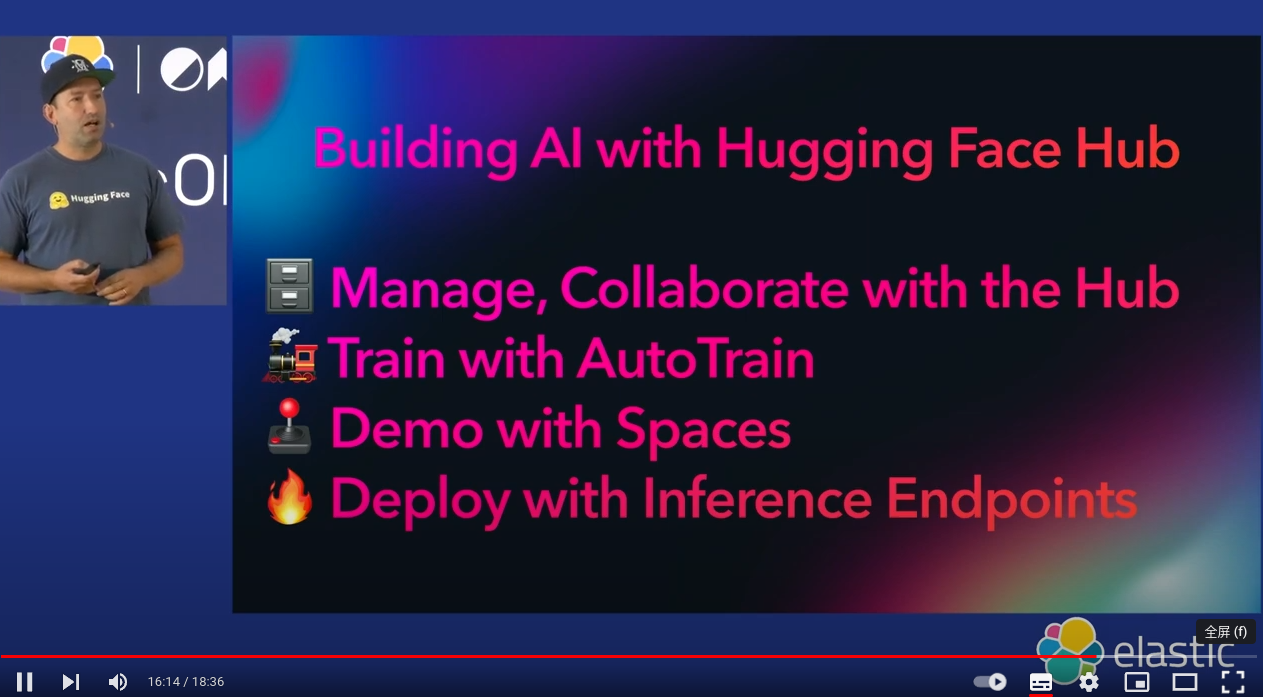 Building AI with Hugging Face Hub
Hugging Face
Manage, Collaborate with the Hub
Train with AutoTrain
Demo with Spaces
Deploy with Inference Endpoints
全屏 (f)
elastic
16:14 / 18:36